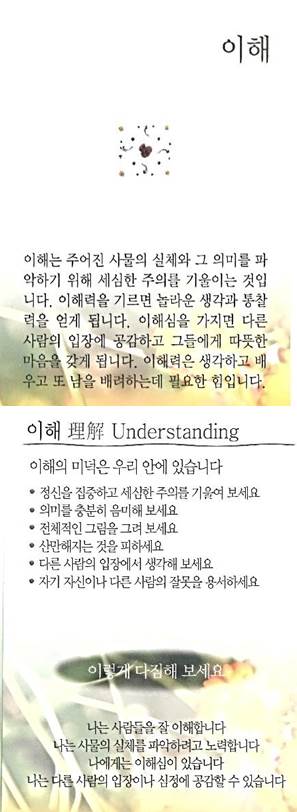 이해
이해는 주어진 사물의 실체와 그 의미를 파
악하기 위해 세심한 주의를 기울이는 것입
니다. 이해력을 기르면 놀라운 생각과 통찰
력을 얻게 됩니다. 이해심을 가지면 다른
사람의 입장에 공감하고 그들에게 따뜻한
마음을 갖게 됩니다. 이해력은 생각하고 배
우고 또 남을 배려하는데 필요한 힘입니다.
이해 理解 Understanding
이해의 미덕은 우리 안에 있습니다
• 정신을 집중하고 세심한 주의를 기울여 보세요
• 의미를 충분히 음미해 보세요
• 전체적인 그림을 그려 보세요
• 산만해지는 것을 피하세요
• 다른 사람의 입장에서 생각해 보세요
• 자기 자신이나 다른 사람의 잘못을 용서하세요
이렇게 다짐해 보세요
나는 사람들을 잘 이해합니다
나는 사물의 실체를 파악하려고 노력합니다
나에게는 이해심이 있습니다
나는 다른 사람의 입장이나 심정에 공감할 수 있습니다